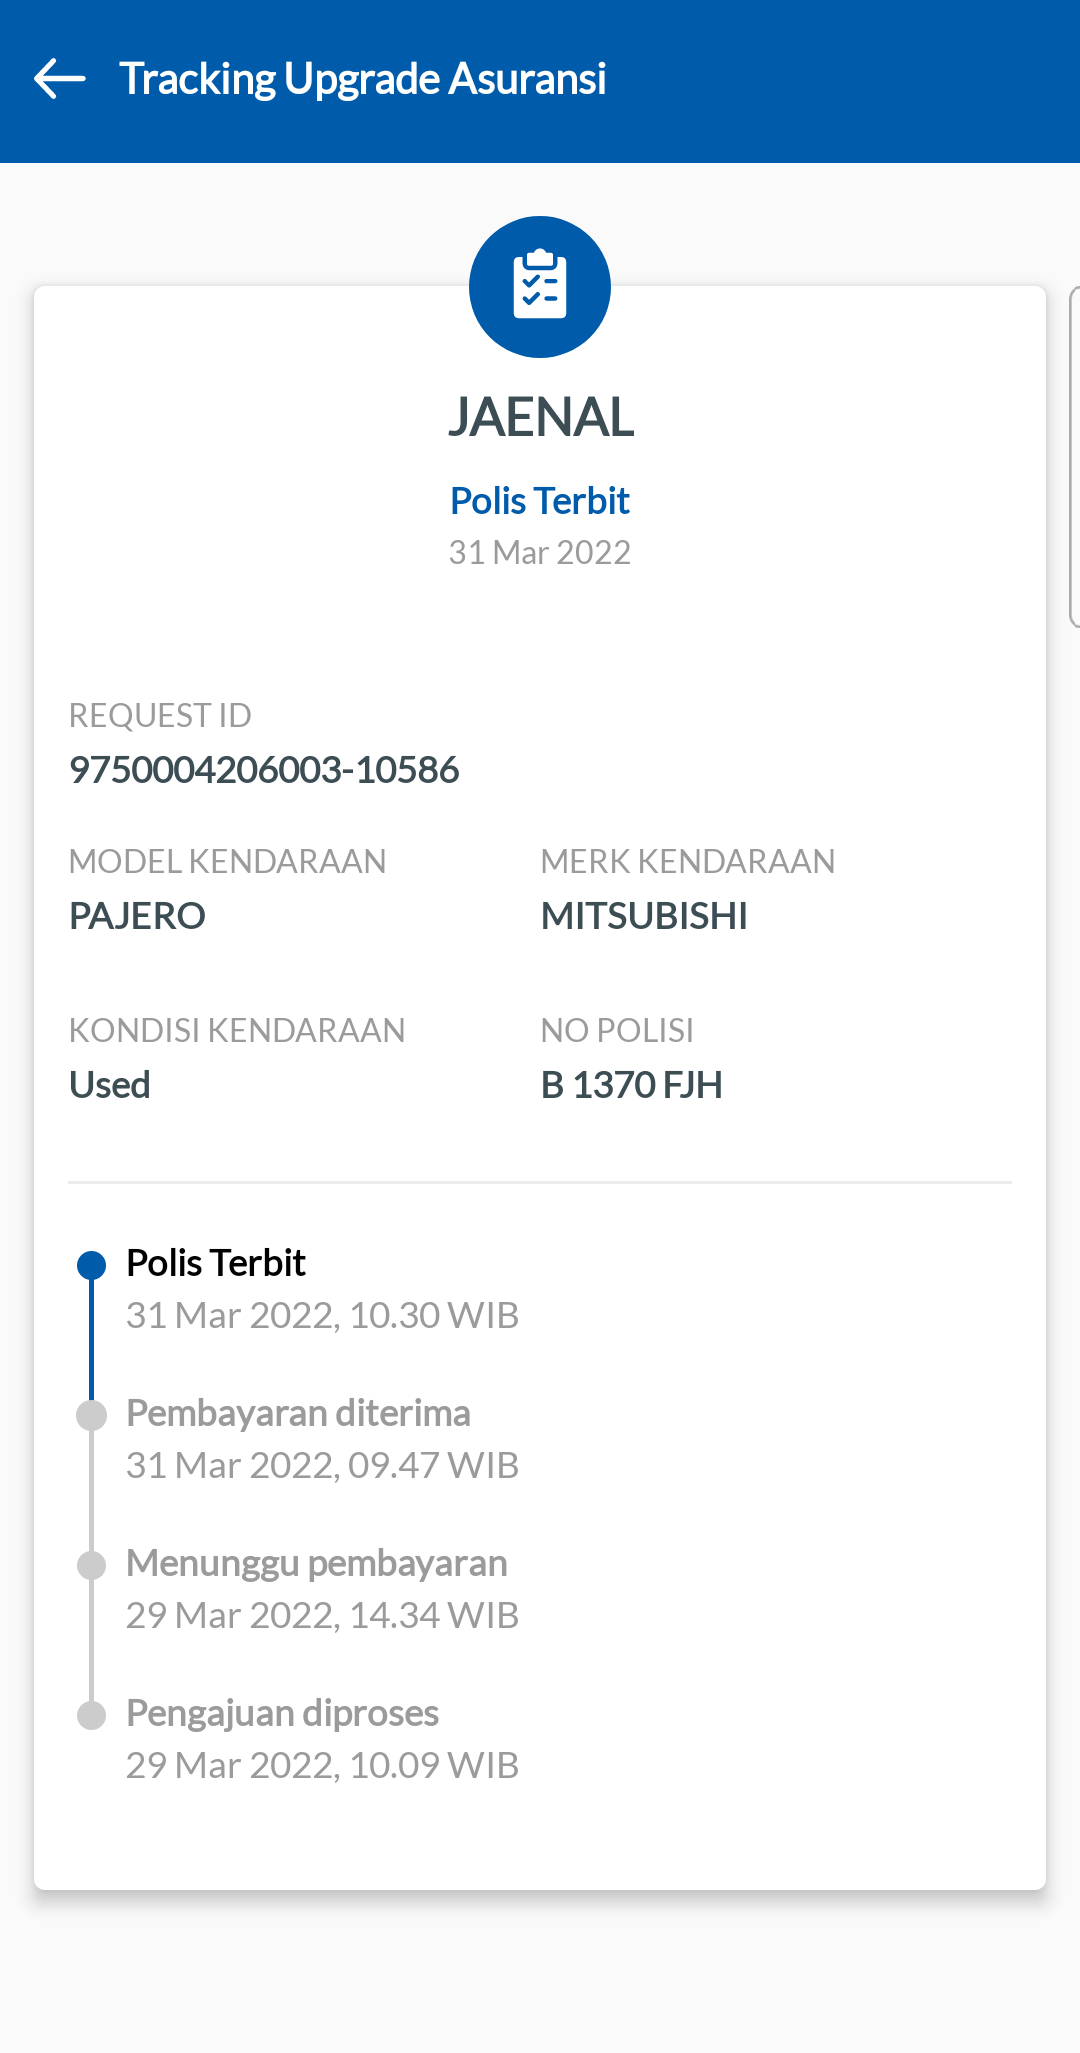 Tracking Upgrade Asuransi
JAENAL
Polis Terbit
31 Mar 2022
REQUEST ID
9750004206003-10586
MODEL KENDARAAN
PAJERO
MERK KENDARAAN
MITSUBISHI
KONDISI KENDARAAN
Used
NO POLISI
B 1370 FJH
Polis Terbit
31 Mar 2022, 10.30 WIB
Pembayaran diterima
31 Mar 2022, 09.47 WIB
Menunggu pembayaran
29 Mar 2022, 14.34 WIB
Pengajuan diproses
29 Mar 2022, 10.09 WIB